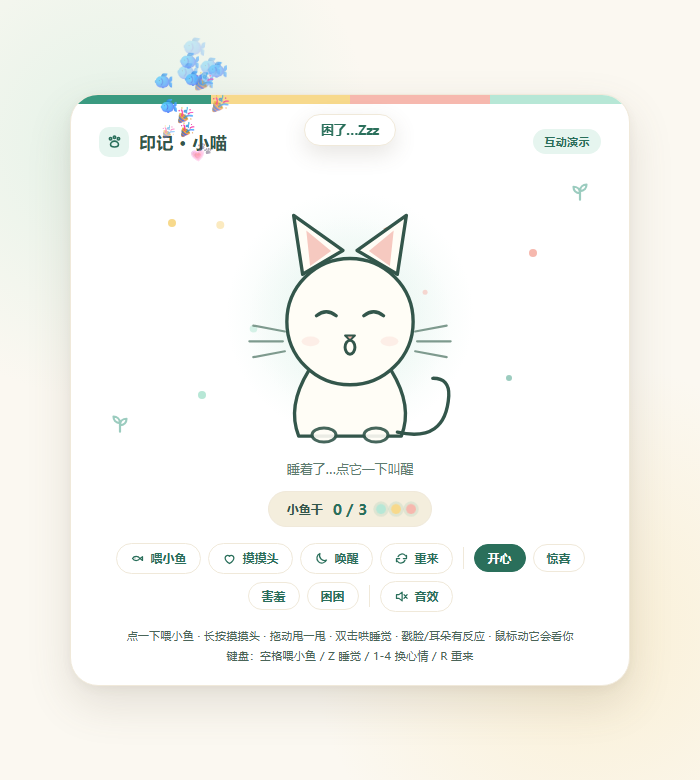 困了...Zzz
印记·小喵
互动演示
睡着了...点它一下叫醒
小鱼干 0 / 3
喂小鱼 摸摸头 唤醒 重来 开心 惊喜
害羞 困困 音效
点一下喂小鱼 · 长按摸摸头 · 拖动甩一甩 · 双击哄睡觉 · 戳脸/耳朵有反应 · 鼠标动它会看你
键盘：空格喂小鱼 / Z 睡觉 / 1-4 换心情 / R 重来